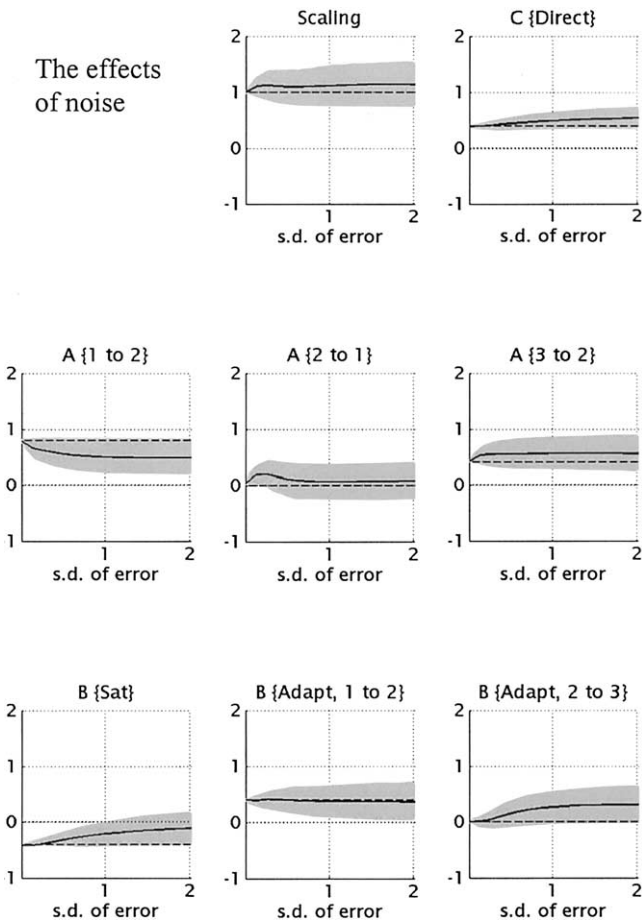 The effects
of noise
Scaling
2
1
0
-1
1
2
s.d. of error
C {Direct}
2
1
0
-1
1
2
s.d. of error
A {1 to 2}
2
1
0
1
1
2
s.d. of error
A {2 to 1}
2
1
0
-1
1
2
s.d. of error
A {3 to 2}
2
1
0
-1
1
2
s.d. of error
B {Sat}
2
1
0
-1
1
2
s.d. of error
B {Adapt, 1 to 2}
2
1
0
-1
1
2
s.d. of error
B {Adapt, 2 to 3}
2
1
0
-1
1
2
s.d. of error